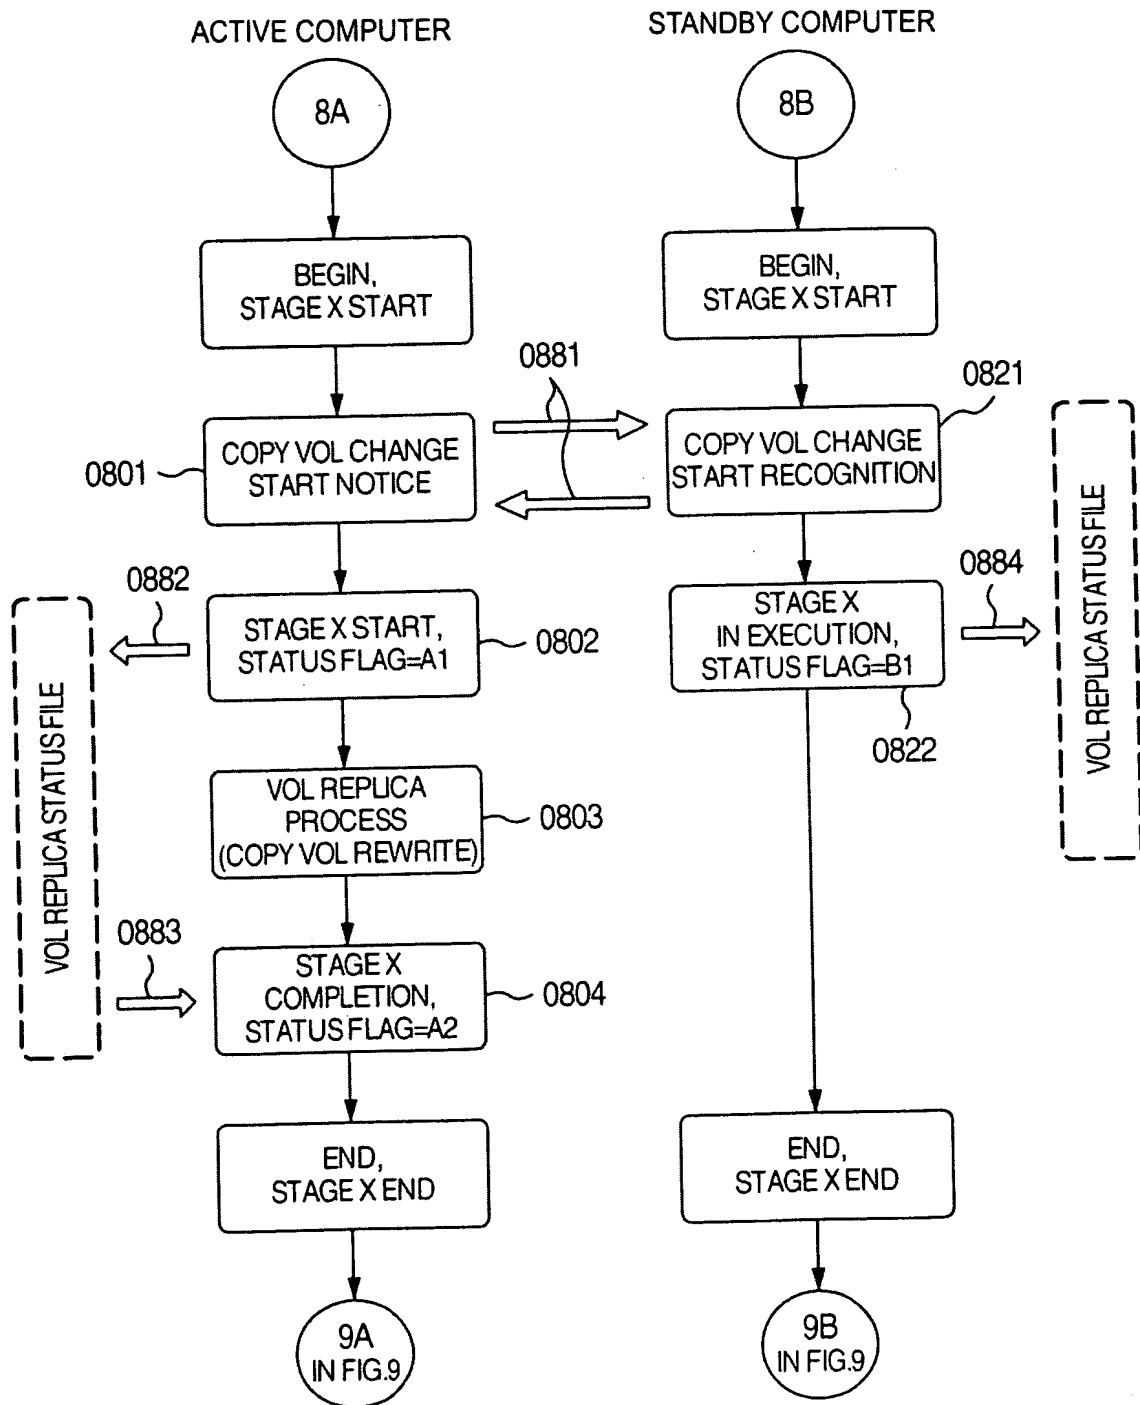 ACTIVE COMPUTER
STANDBY COMPUTER
8A
8B
BEGIN,
STAGE X START
BEGIN,
STAGE X START
0881
0821
0801
COPY VOL CHANGE
START NOTICE
COPY VOL CHANGE
START RECOGNITION
0882
STAGE X START,
STATUS FLAG=A1
0802
STAGE X
IN EXECUTION,
STATUS FLAG=B1
0884
0822
VOL REPLICA STATUS FILE
VOL REPLICA STATUS FILE
VOL REPLICA
PROCESS
(COPY VOL REWRITE)
0803
0883
STAGE X
COMPLETION,
STATUS FLAG=A2
0804
END,
STAGE X END
END,
STAGE X END
9A
IN FIG.9
9B
IN FIG.9